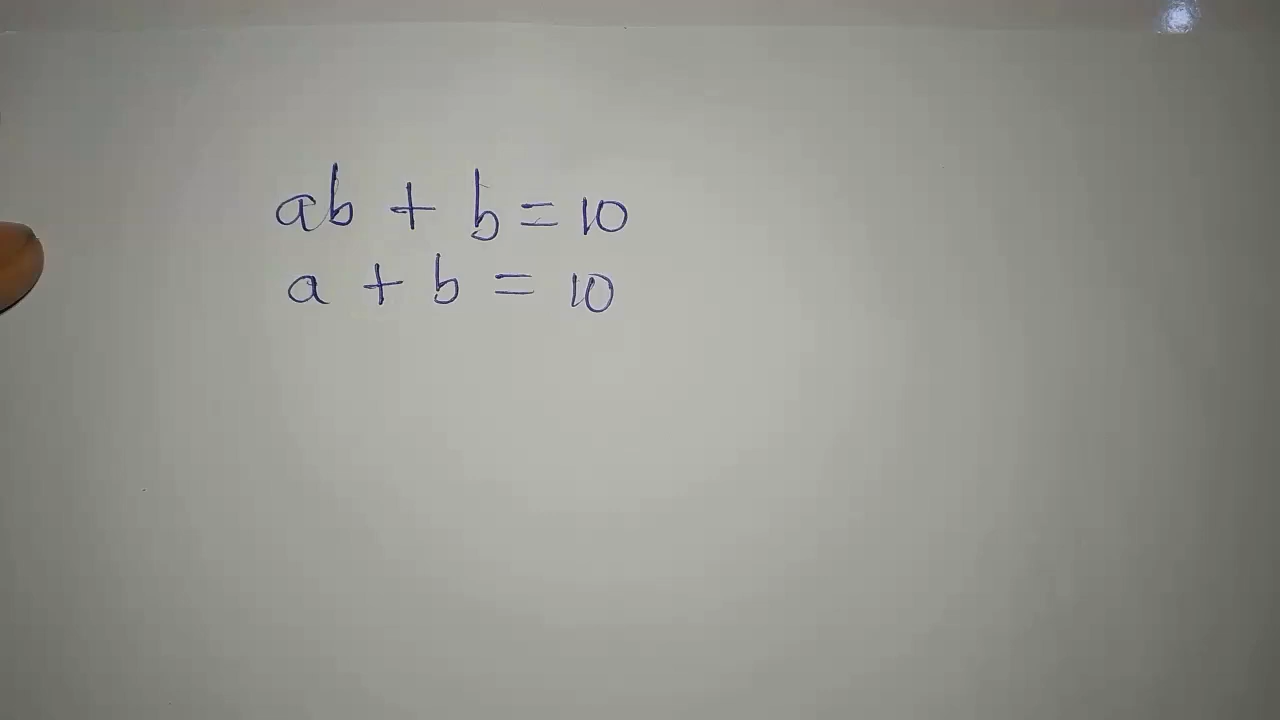 ab + b = 10
a + b = 10